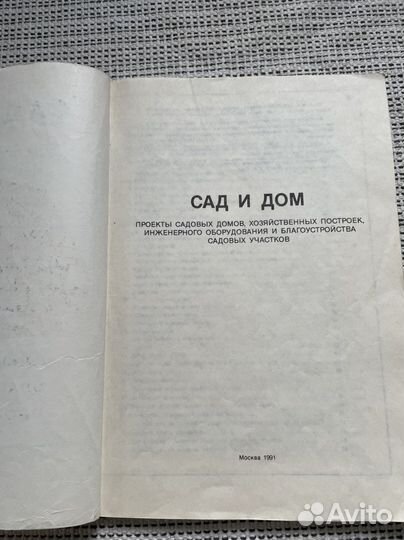 САД И ДОМ
ПРОЕКТЫ САДОВЫХ ДОМОВ, ХОЗЯЙСТВЕННЫХ ПОСТРОЕК,
ИНЖЕНЕРНОГО ОБОРУДОВАНИЯ И БЛАГОУСТРОЙСТВА
САДОВЫХ УЧАСТКОВ
Москва 1991
Avito